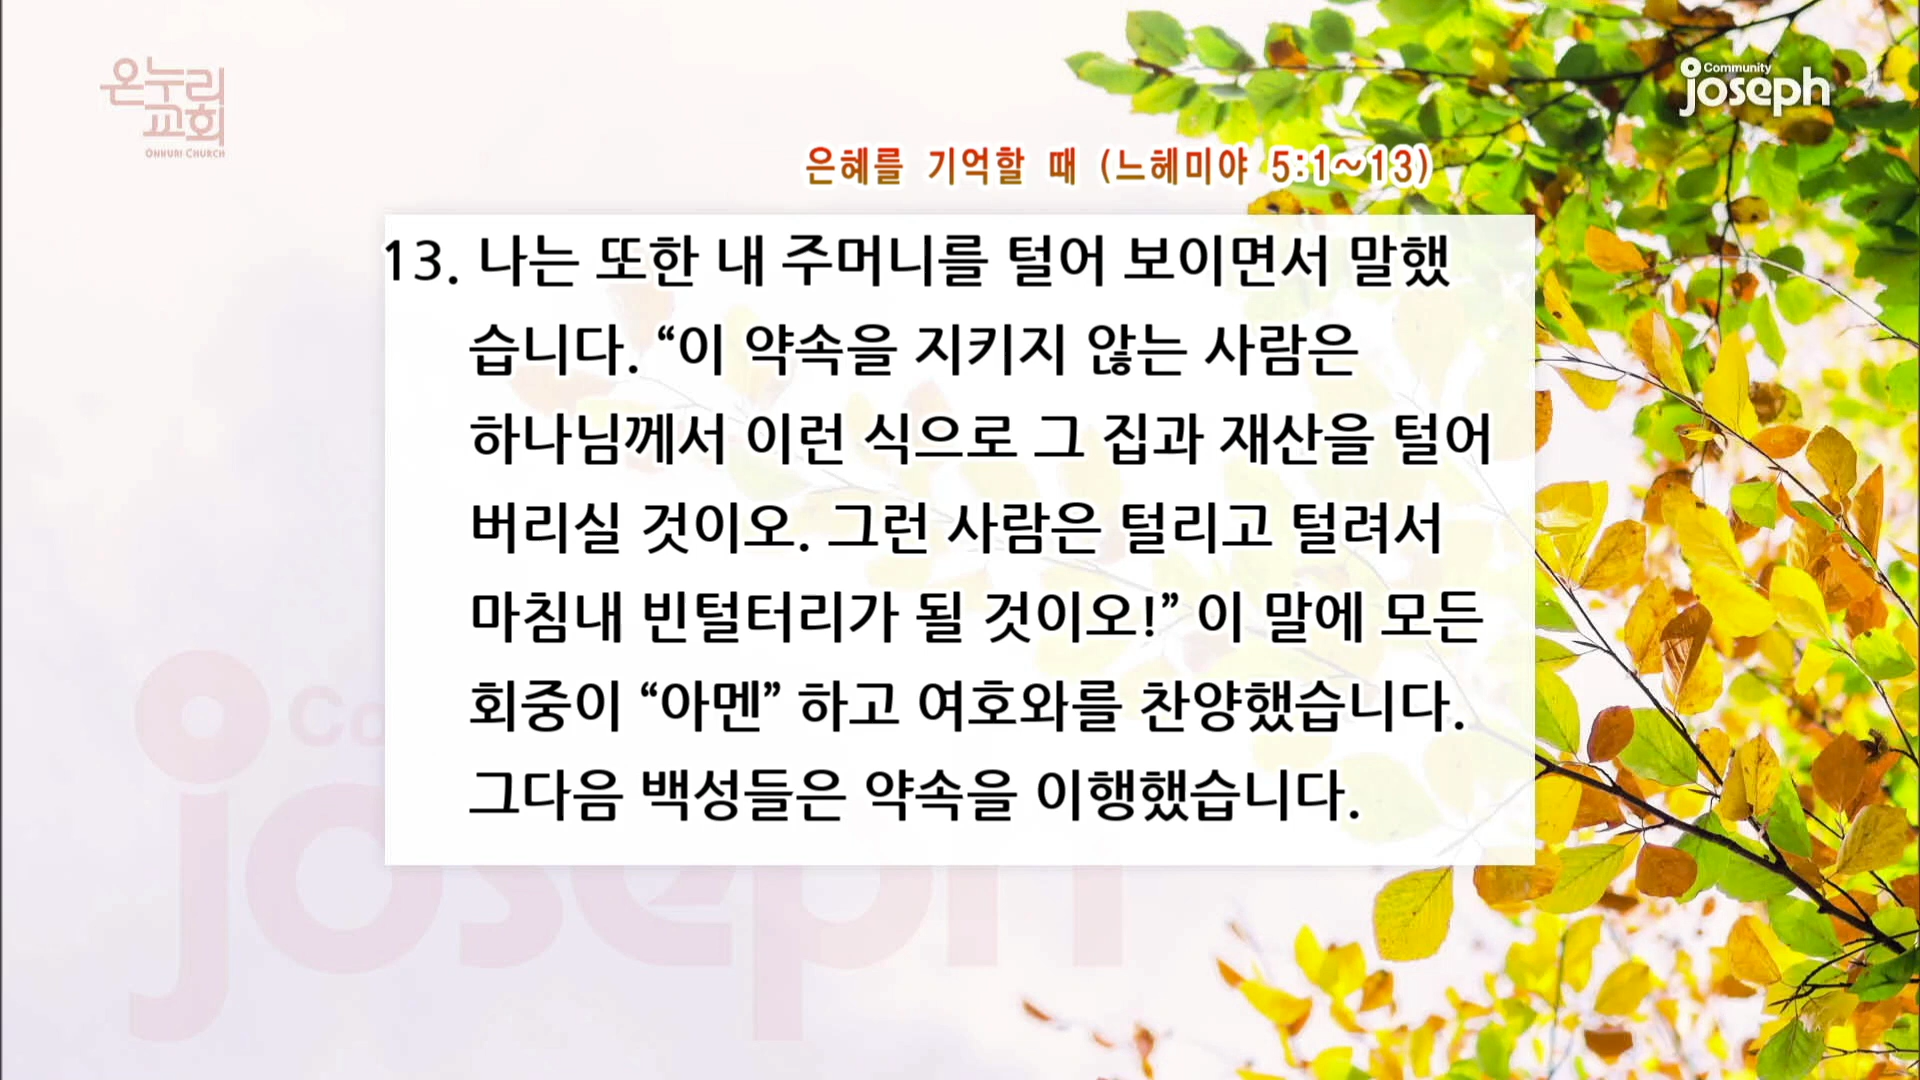 온누리
교회
ONNURI CHURCH
Community
joseph
은혜를 기억할 때 (느헤미야 5:1~13)
13. 나는 또한 내 주머니를 털어 보이면서 말했
습니다. “이 약속을 지키지 않는 사람은
하나님께서 이런 식으로 그 집과 재산을 털어
버리실 것이오. 그런 사람은 털리고 털려서
마침내 빈털터리가 될 것이오!” 이 말에 모든
회중이 “아멘” 하고 여호와를 찬양했습니다.
그다음 백성들은 약속을 이행했습니다.
Co
joseph